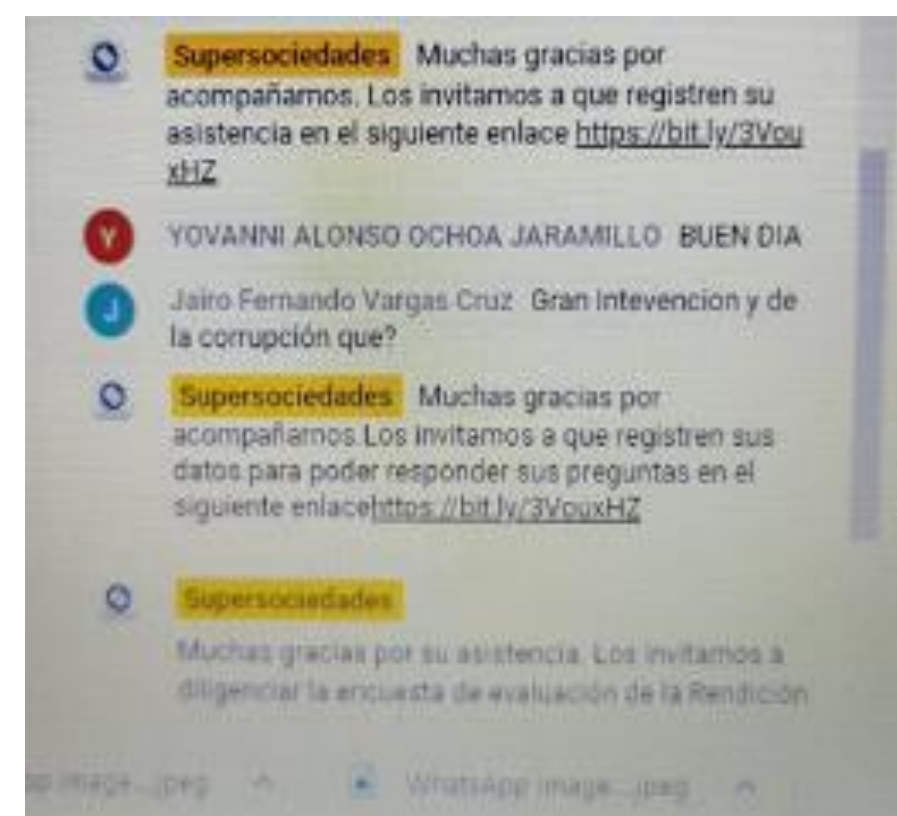 Supersociedades Muchas gracias por
acompañarnos. Los invitamos a que registren su
asistencia en el siguiente enlace https://bit.ly/3Vou
xHZ
Y YOVANNI ALONSO OCHOA JARAMILLO BUEN DIA
J Jairo Fernando Vargas Cruz Gran Intevencion y de
la corrupción que?
Supersociedades Muchas gracias por
acompañarnos.Los invitamos a que registren sus
datos para poder responder sus preguntas en el
siguiente enlacehttps://bit.ly/3VouxHZ
Supersociedades
Muchas gracias por su asistencia. Los invitamos a
diligenciar la encuesta de evaluación de la Rendición
pp image...jpeg WhatsApp image...jpeg